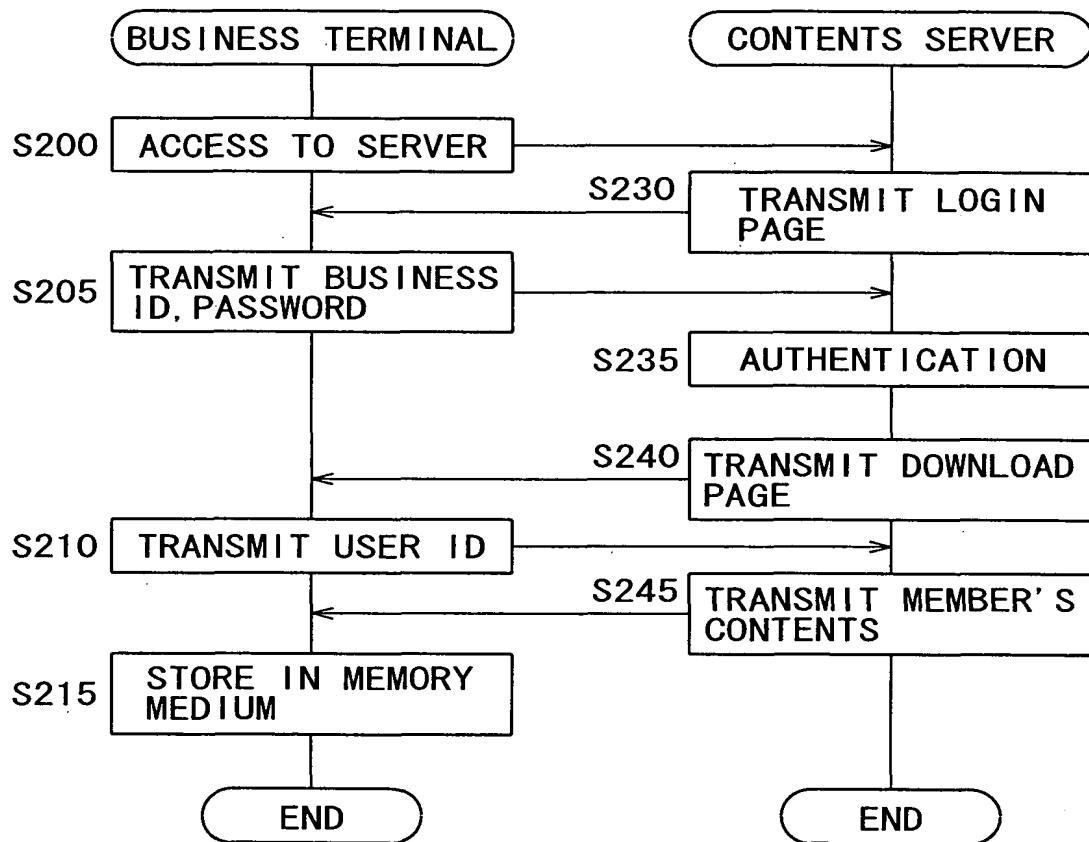 BUSINESS TERMINAL
CONTENTS SERVER
S200
ACCESS TO SERVER
S230
TRANSMIT LOGIN
PAGE
S205
TRANSMIT BUSINESS
ID, PASSWORD
S235
AUTHENTICATION
S240
TRANSMIT DOWNLOAD
PAGE
S210
TRANSMIT USER ID
S245
TRANSMIT MEMBER'S
CONTENTS
S215
STORE IN MEMORY
MEDIUM
END
END